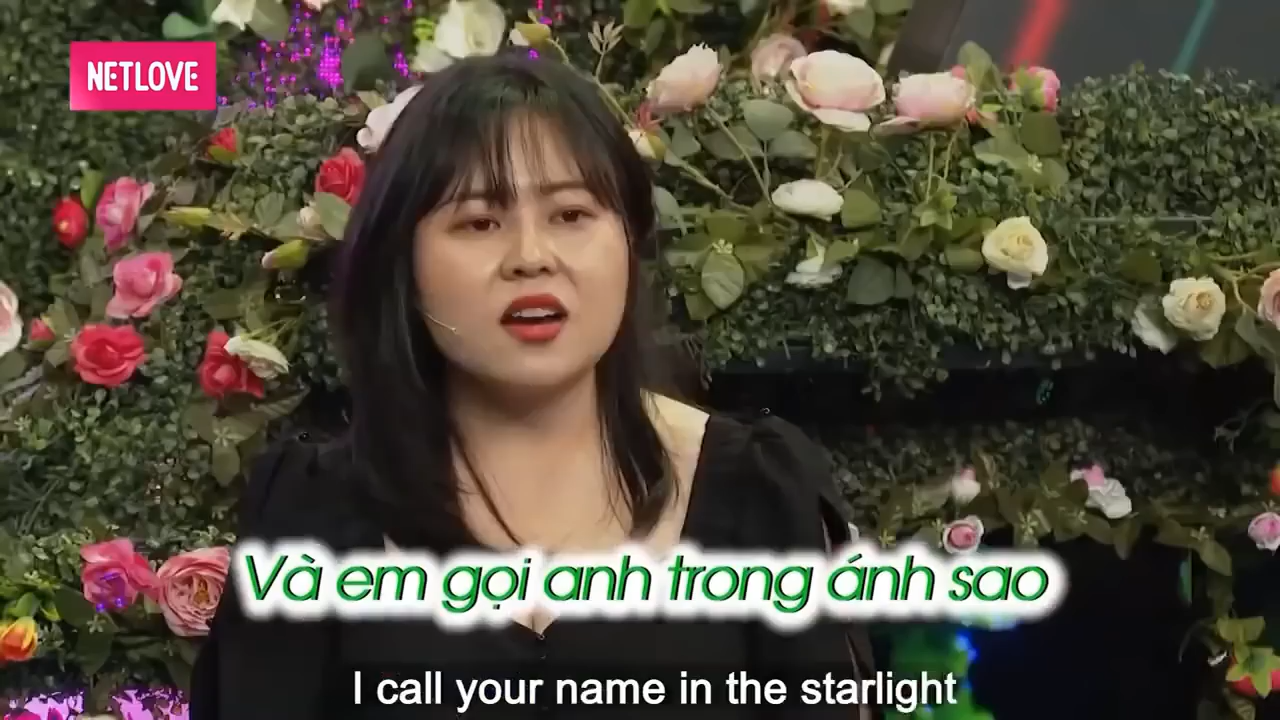 NETLOVE
Và em gọi anh trong ánh sao
I call your name in the starlight